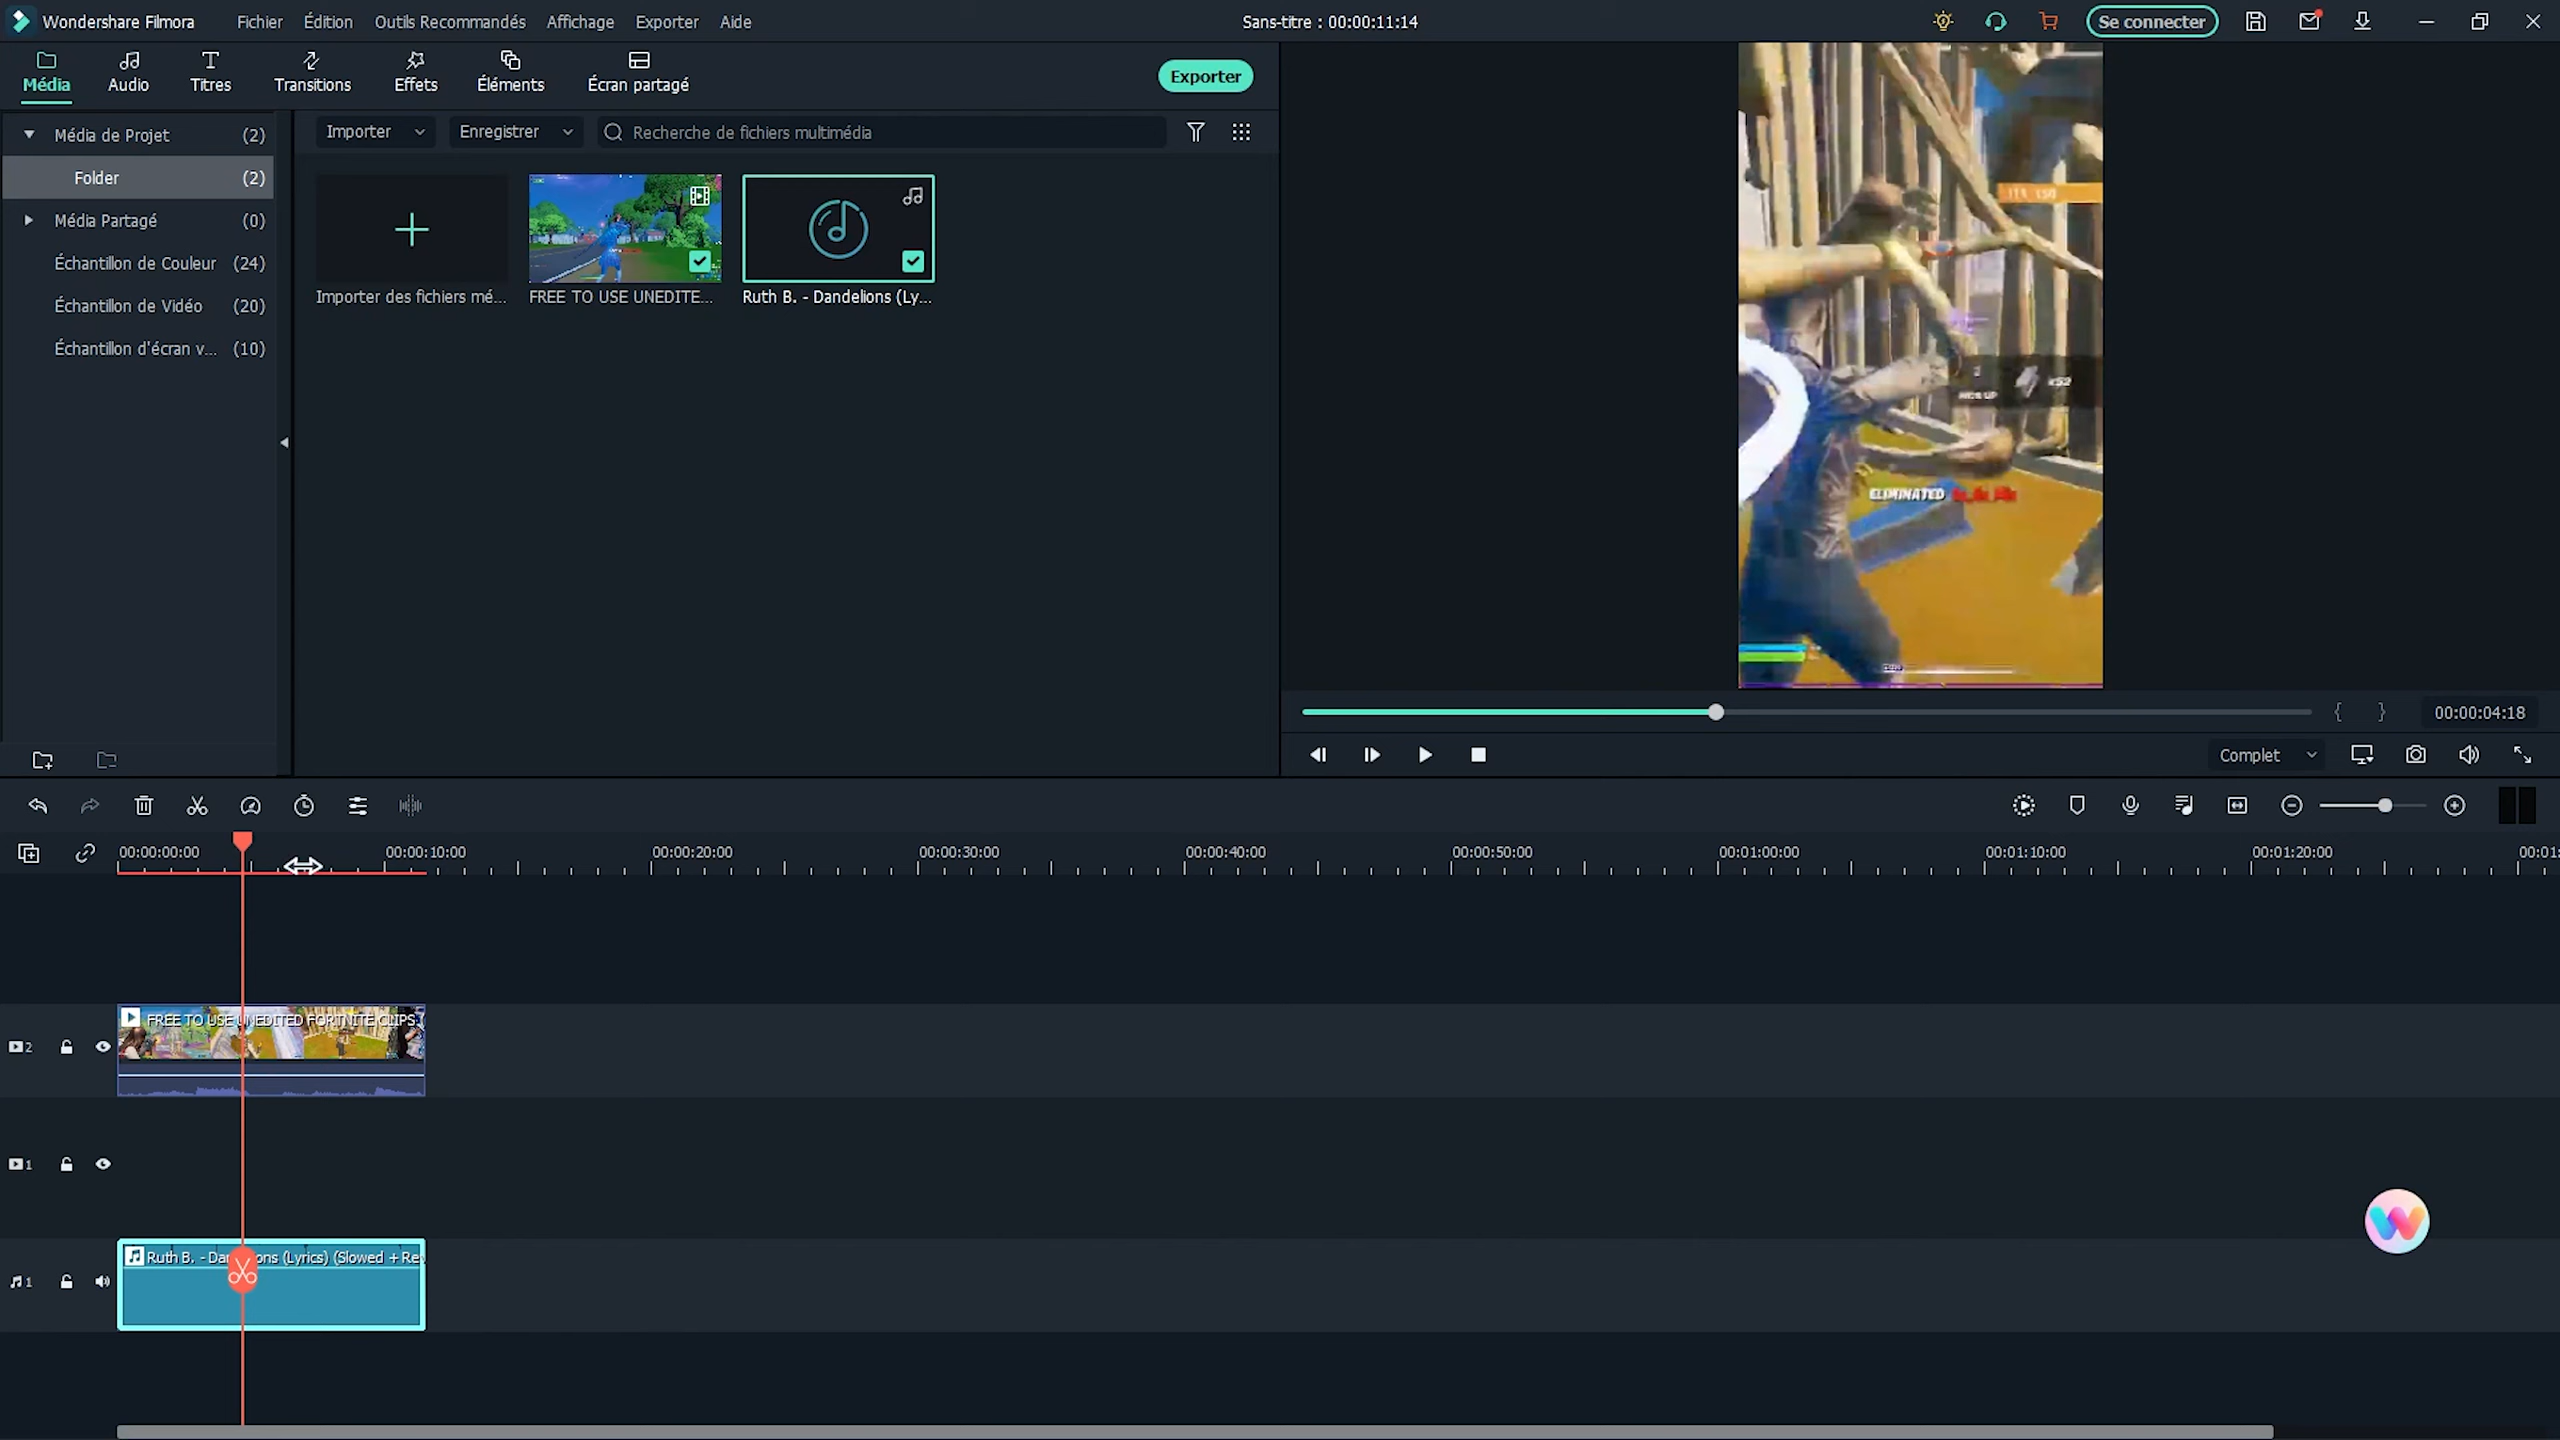 Wondershare Filmora
Fichier Édition Outils Recommandés Affichage Exporter Aide
Sans-titre : 00:00:11:14
Se connecter
Média Audio Titres Transitions Effets Éléments Écran partagé
Exporter
Média de Projet (2)
Folder (2)
Média Partagé (0)
Échantillon de Couleur (24)
Échantillon de Vidéo (20)
Échantillon d'écran v... (10)
Importer Enregistrer Recherche de fichiers multimédia
Importer des fichiers mé... FREE TO USE UNEDITE... Ruth B. - Dandelions (Ly...
x52
ELIMINATED
00:00:04:18
Complet
00:00:00:00 00:00:10:00 00:00:20:00 00:00:30:00 00:00:40:00 00:00:50:00 00:01:00:00 00:01:10:00 00:01:20:00 00:01:
FREE TO USE UNEDITED FORTNITE CLIPS (
2
1
Ruth B. - Dandelions (Lyrics) (Slowed + Re
1